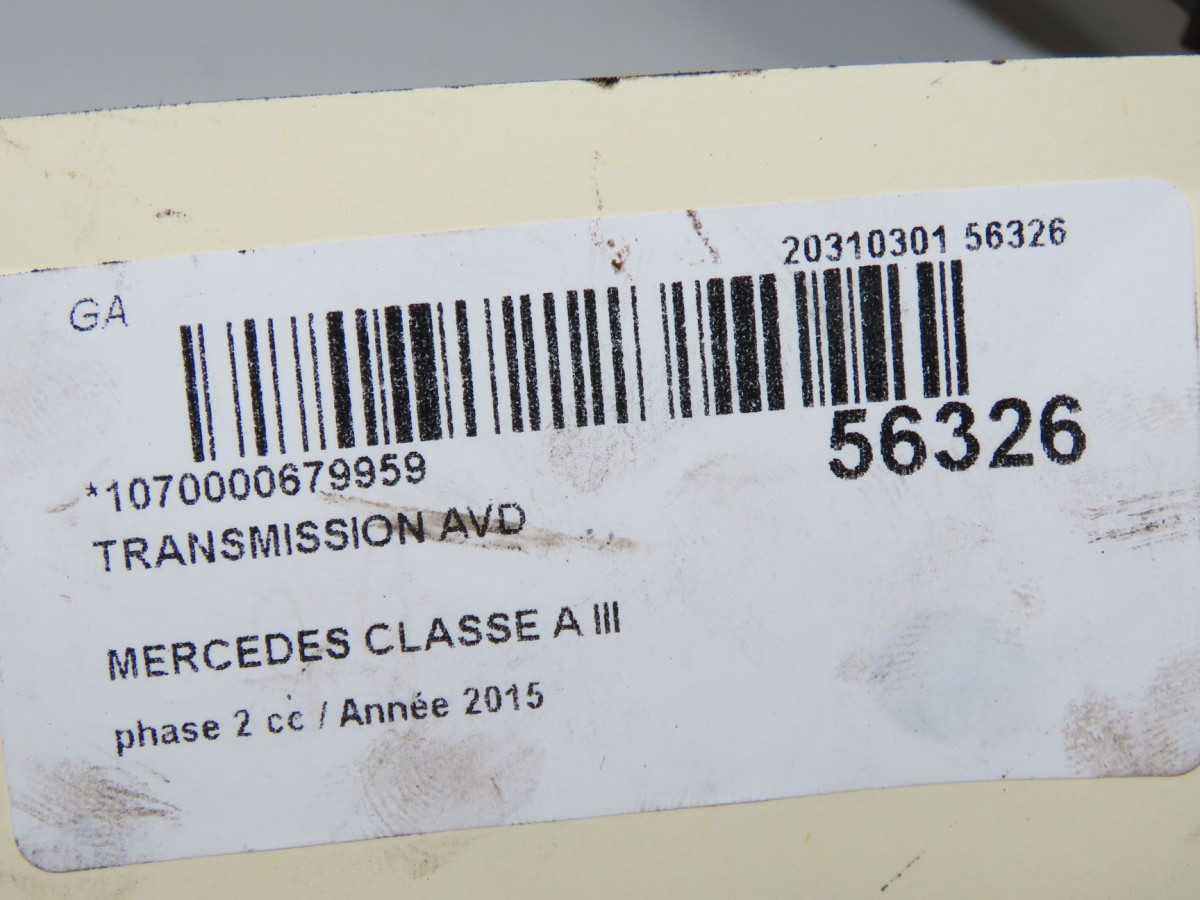 20310301 56326
GA
56326
*1070000679959
TRANSMISSION AVD
MERCEDES CLASSE A III
phase 2 cc / Année 2015